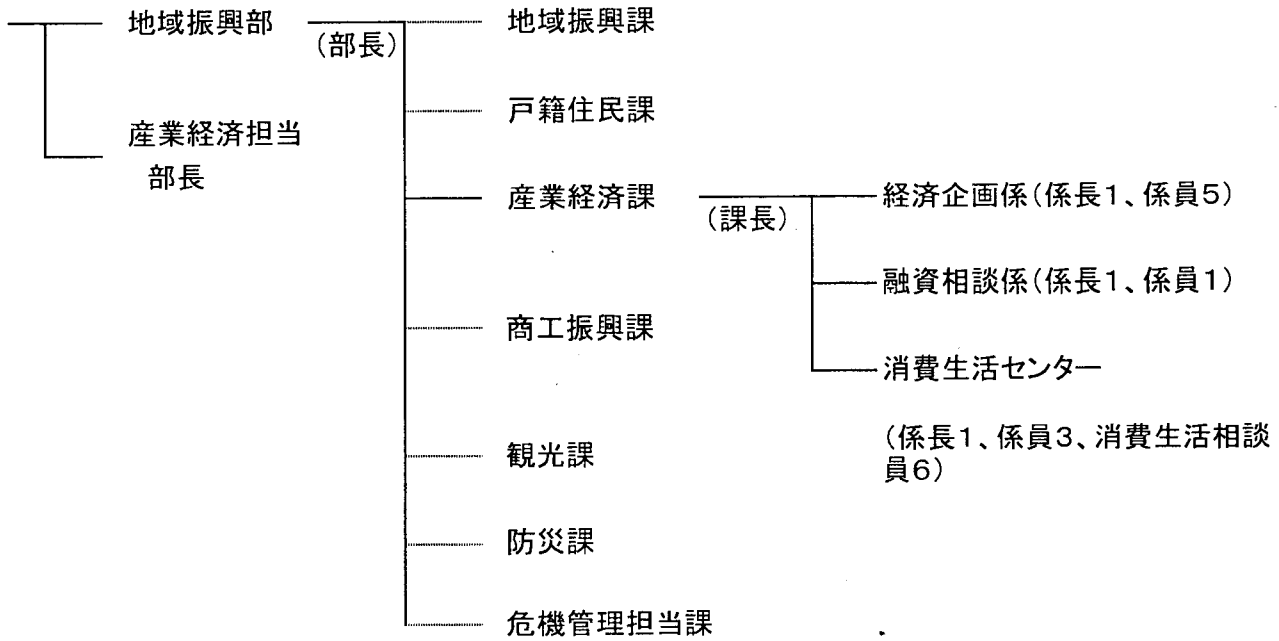 地域振興部
(部長)
産業経済担当
部長
地域振興課
戸籍住民課
産業経済課
(課長)
商工振興課
観光課
防災課
危機管理担当課
経済企画係(係長1、係員5)
融資相談係(係長1、係員1)
消費生活センター
(係長1、係員3、消費生活相談
員6)